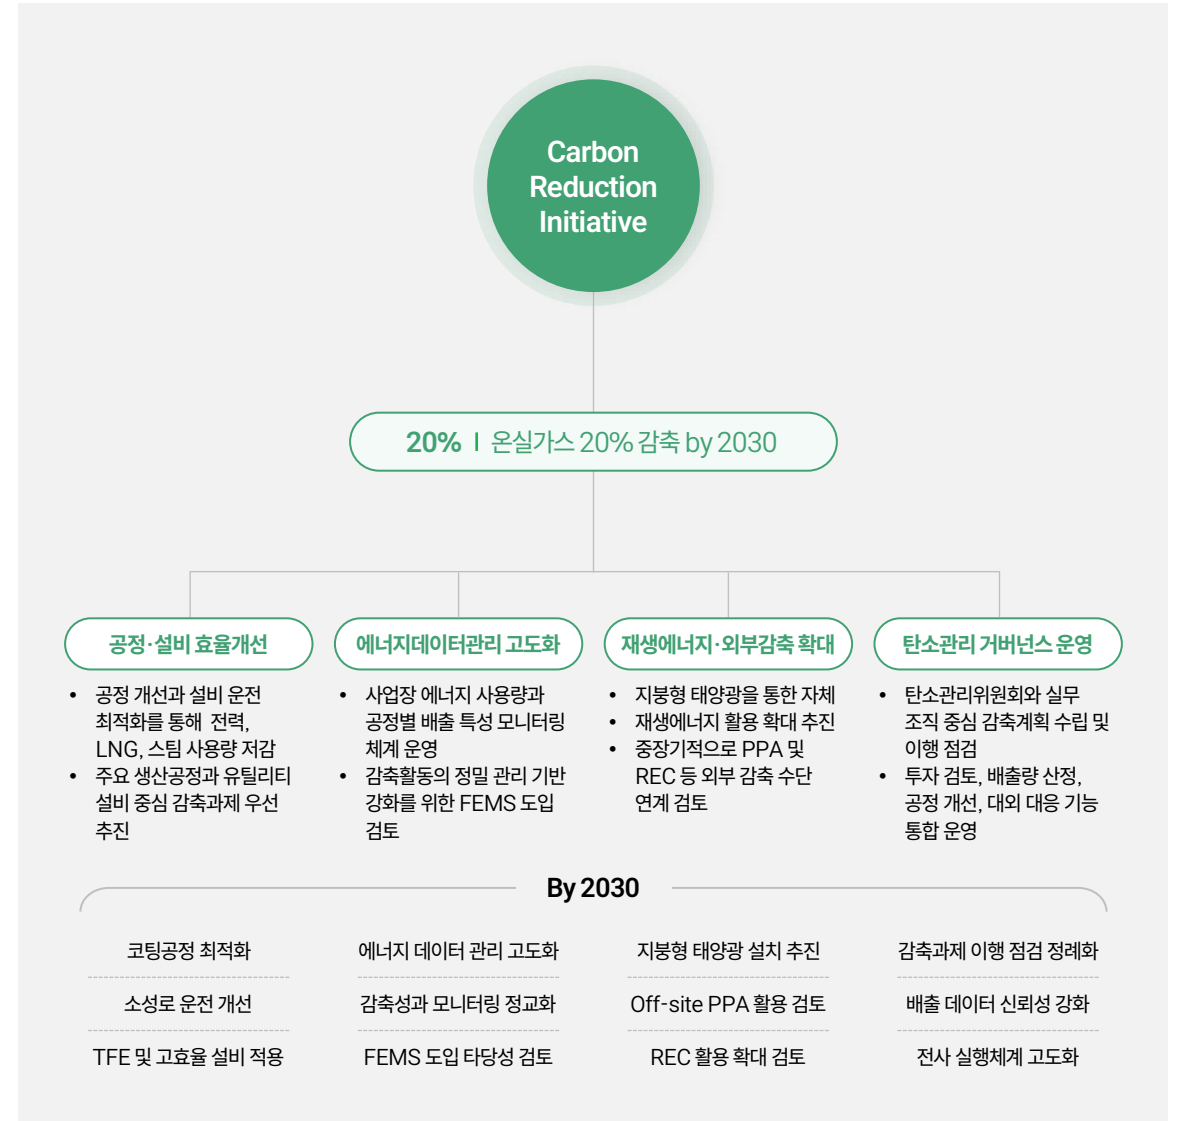 Carbon
Reduction
Initiative
20% | 온실가스 20% 감축 by 2030
공정·설비 효율개선
• 공정 개선과 설비 운전
최적화를 통해 전력,
LNG, 스팀 사용량 저감
• 주요 생산공정과 유틸리티
설비 중심 감축과제 우선
추진
에너지데이터관리 고도화
• 사업장 에너지 사용량과
공정별 배출 특성 모니터링
체계 운영
• 감축활동의 정밀 관리 기반
강화를 위한 FEMS 도입
검토
재생에너지·외부감축 확대
• 지붕형 태양광을 통한 자체
• 재생에너지 활용 확대 추진
• 중장기적으로 PPA 및
REC 등 외부 감축 수단
연계 검토
탄소관리 거버넌스 운영
• 탄소관리위원회와 실무
조직 중심 감축계획 수립 및
이행 점검
• 투자 검토, 배출량 산정,
공정 개선, 대외 대응 기능
통합 운영
By 2030
코팅공정 최적화
소성로 운전 개선
TFE 및 고효율 설비 적용
에너지 데이터 관리 고도화
감축성과 모니터링 정교화
FEMS 도입 타당성 검토
지붕형 태양광 설치 추진
Off-site PPA 활용 검토
REC 활용 확대 검토
감축과제 이행 점검 정례화
배출 데이터 신뢰성 강화
전사 실행체계 고도화